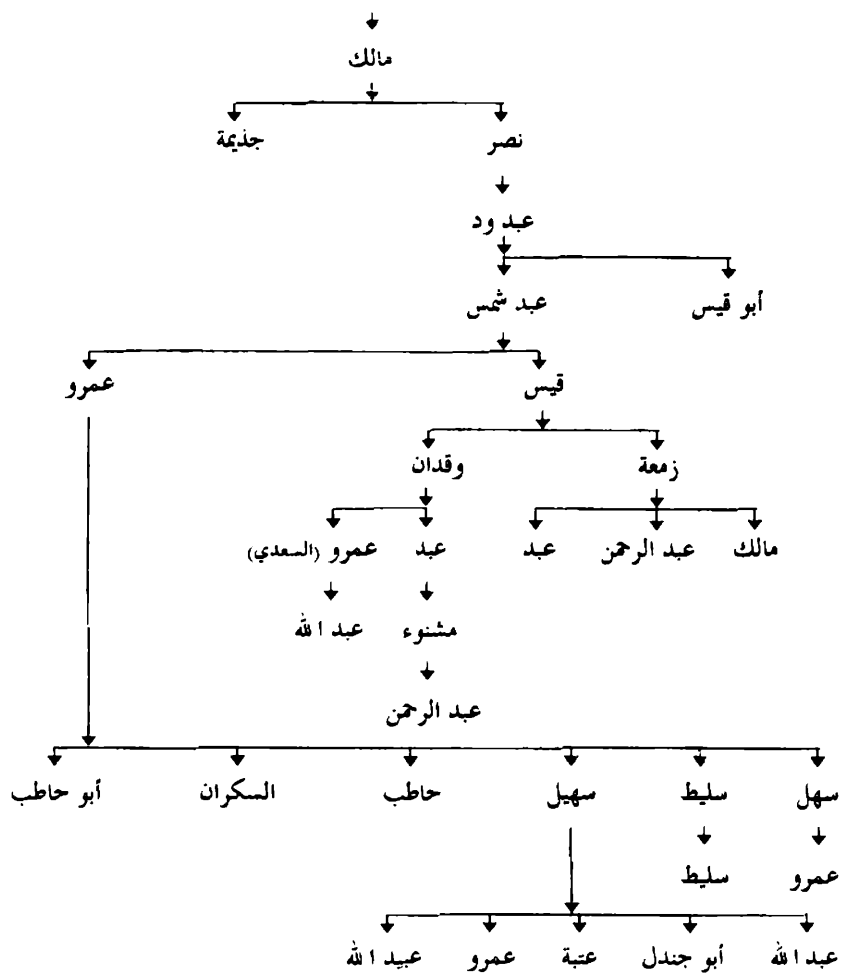 مالك
نصر جذيمة
عبد ود
أبو قيس عبد شمس
قيس عمرو
زمعة وقدان
مالك عبد الرحمن عبد عبد عمرو (السعدي)
مشنوء عبد الله
عبد الرحمن
سهل سليط سهيل حاطب السكران أبو حاطب
عمرو سليط
عبد الله أبو جندل عتبة عمرو عبيد الله